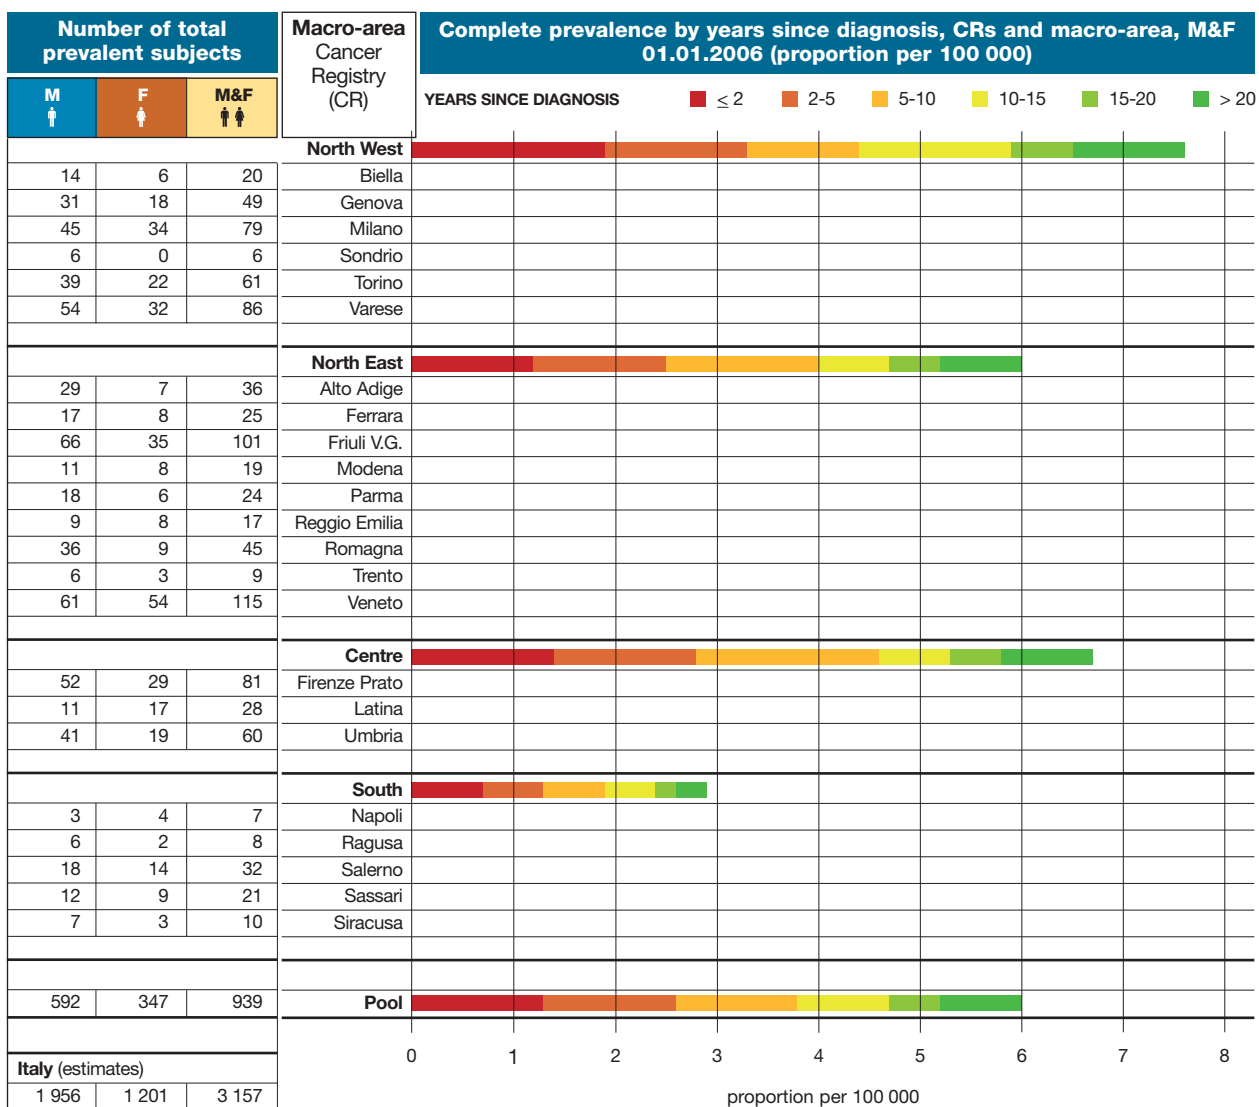 Number of total
prevalent subjects
Macro-area
Cancer
Registry
(CR)
Complete prevalence by years since diagnosis, CRs and macro-area, M&F
01.01.2006 (proportion per 100 000)
M F M&F
YEARS SINCE DIAGNOSIS ≤ 2 2-5 5-10 10-15 15-20 > 20
North West
14 6 20 Biella
31 18 49 Genova
45 34 79 Milano
6 0 6 Sondrio
39 22 61 Torino
54 32 86 Varese
North East
29 7 36 Alto Adige
17 8 25 Ferrara
66 35 101 Friuli V.G.
11 8 19 Modena
18 6 24 Parma
9 8 17 Reggio Emilia
36 9 45 Romagna
6 3 9 Trento
61 54 115 Veneto
Centre
52 29 81 Firenze Prato
11 17 28 Latina
41 19 60 Umbria
South
3 4 7 Napoli
6 2 8 Ragusa
18 14 32 Salerno
12 9 21 Sassari
7 3 10 Siracusa
592 347 939 Pool
0 1 2 3 4 5 6 7 8
Italy (estimates)
1 956 1 201 3 157
proportion per 100 000